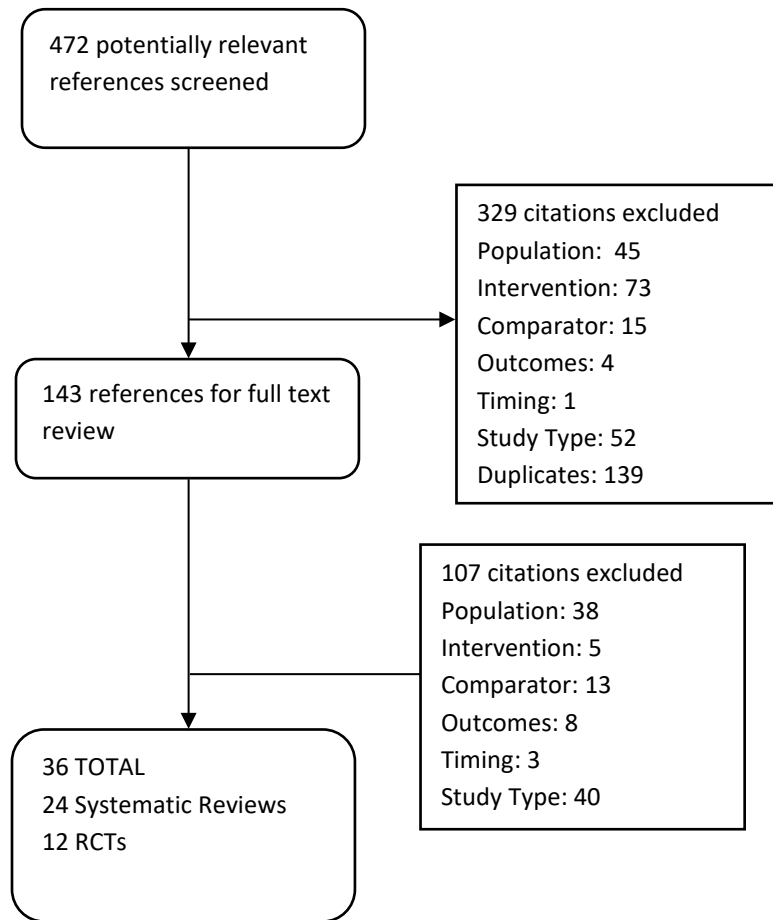 472 potentially relevant
references screened
329 citations excluded
Population:  45
Intervention: 73
Comparator: 15
Outcomes: 4
Timing: 1
Study Type: 52
Duplicates: 139
143 references for full text
review
107 citations excluded
Population: 38
Intervention: 5
Comparator: 13
Outcomes: 8
Timing: 3
Study Type: 40
36 TOTAL
24 Systematic Reviews
12 RCTs